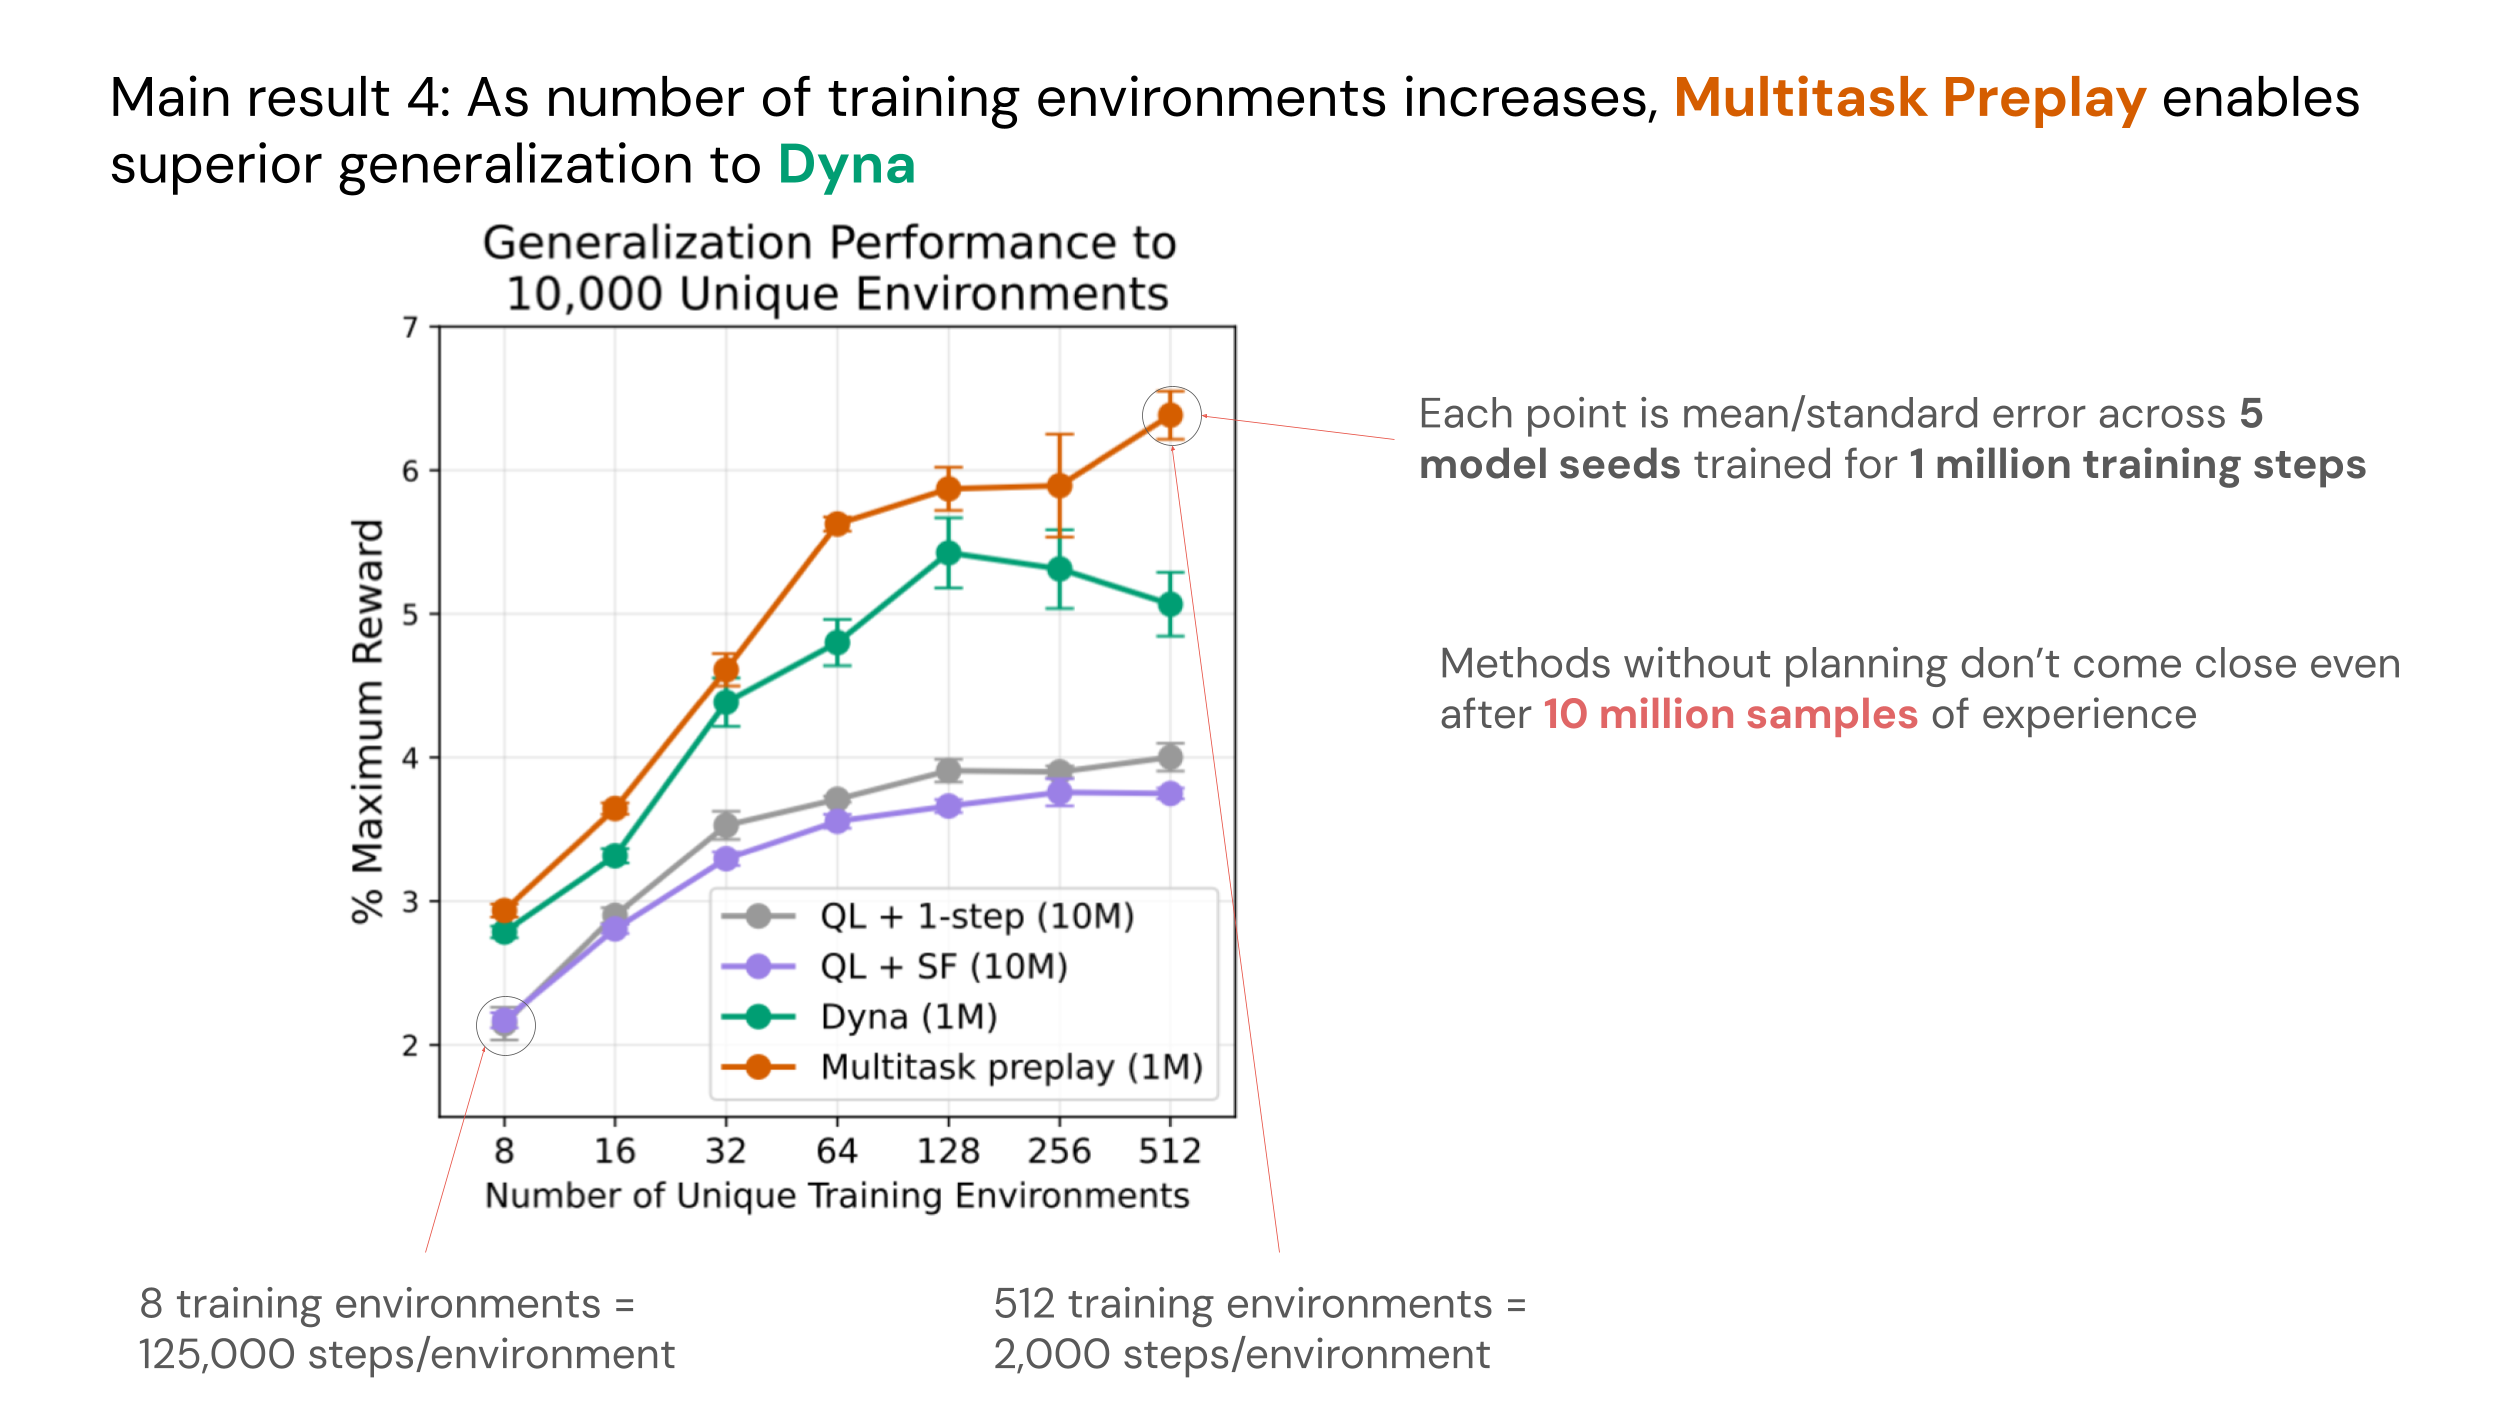 Main result 4: As number of training environments increases, Multitask Preplay enables
superior generalization to Dyna
Generalization Performance to
10,000 Unique Environments
7
6
5
4
3
2
% Maximum Reward
QL + 1-step (10M)
QL + SF (10M)
Dyna (1M)
Multitask preplay (1M)
8 16 32 64 128 256 512
Number of Unique Training Environments
Each point is mean/standard error across 5
model seeds trained for 1 million training steps
Methods without planning don’t come close even
after 10 million samples of experience
8 training environments =
125,000 steps/environment
512 training environments =
2,000 steps/environment